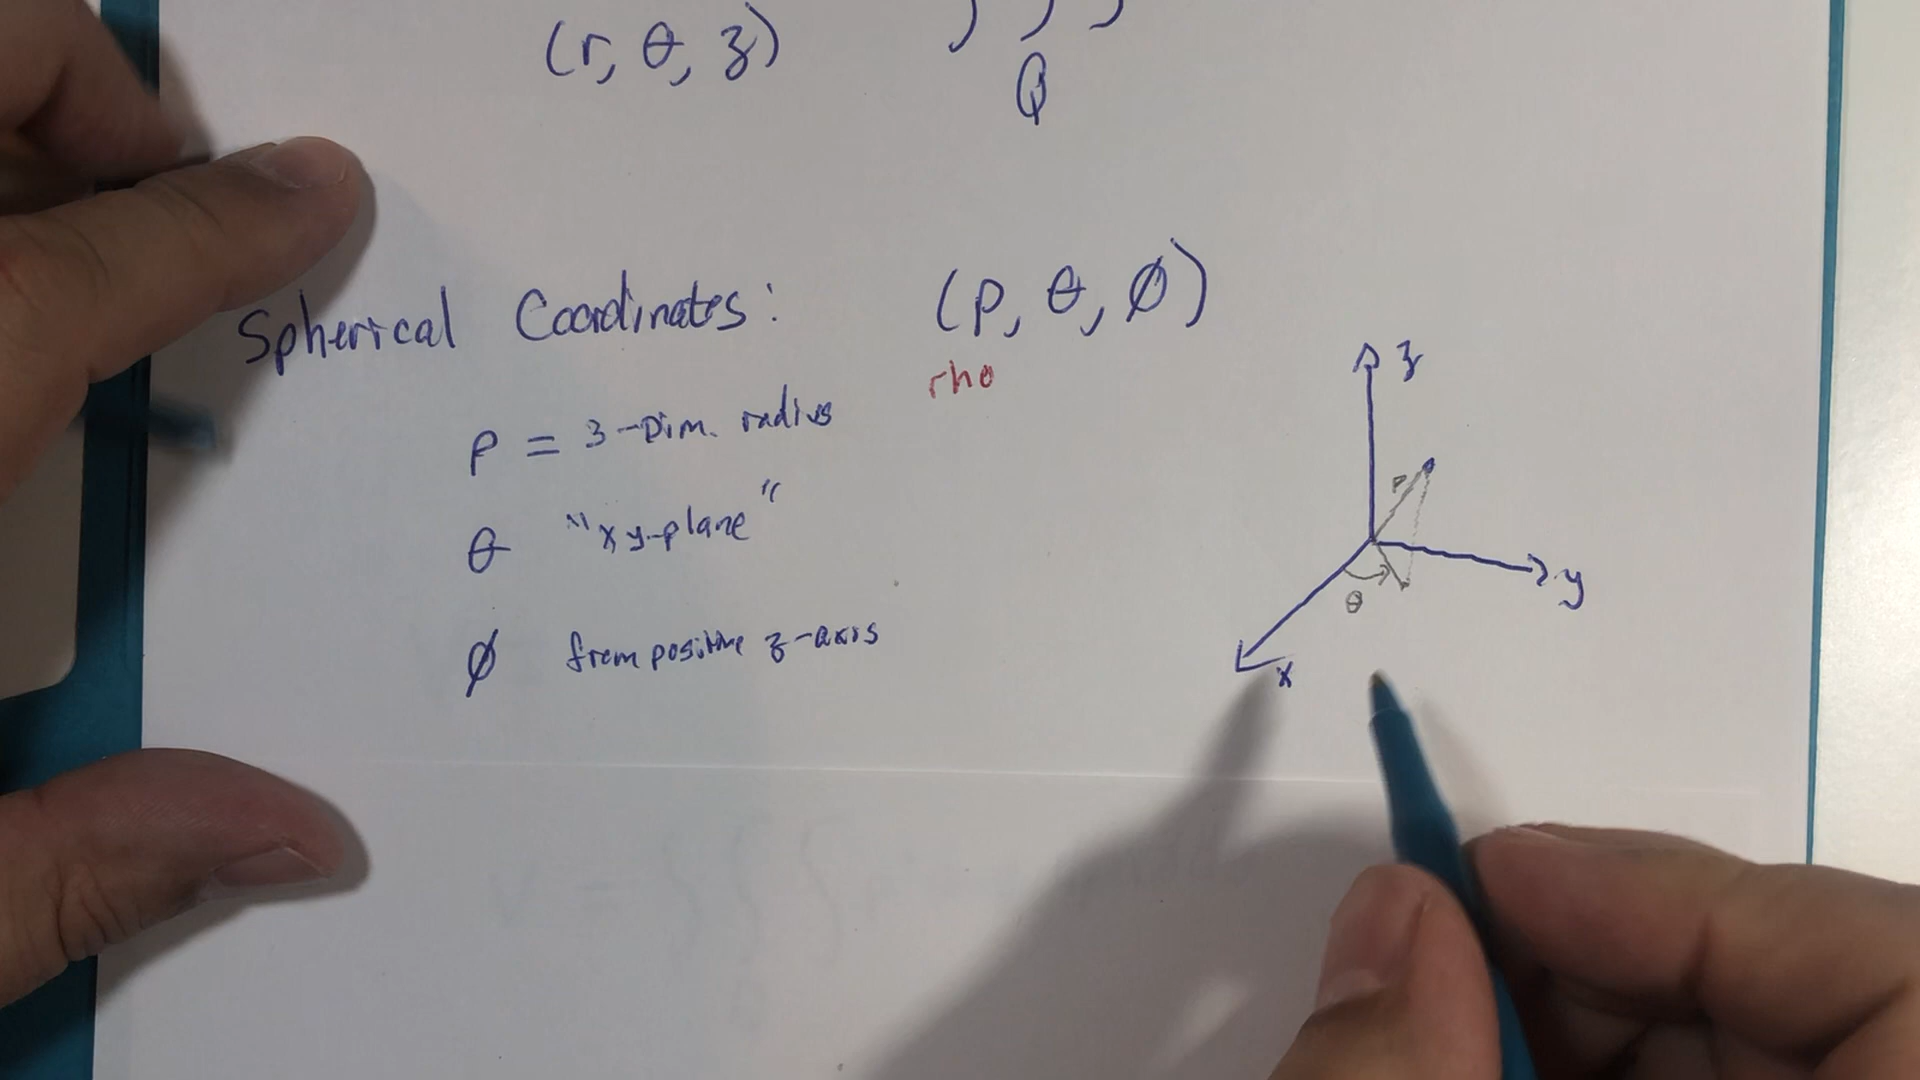 (r, θ, z)
Q
Spherical Coordinates: (ρ, θ, ϕ)
rho
ρ = 3-Dim. radius
θ "xy-plane"
ϕ from positive z-axis
z
ρ
y
θ
x